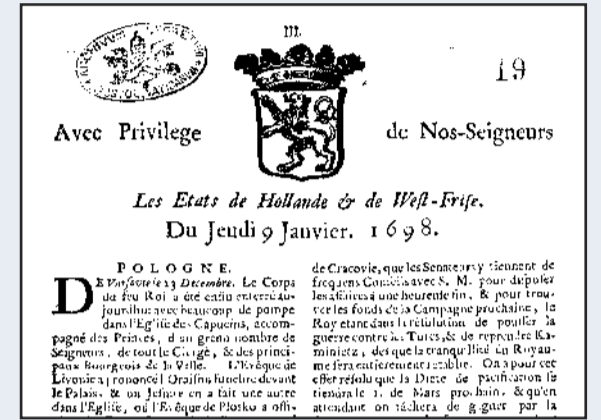 m.
19
Avec Privilege de Nos-Seigneurs
Les Etats de Hollande & de West-Frise.
Du Jeudi 9 Janvier. 1698.
POLOGNE.
DE Varsovie le 23 Decembre. Le Corps
du feu Roi a été enfin enterré au-
jourdhui avec beaucoup de pompe
dans l'Eglise des Capucins, accom-
pagné des Princes, d'un grand nombre de
Seigneurs, de tout le Clergé, & des princi-
paux Bourgeois de la Ville. L'Evêque de
Livonie a prononcé l'Oraison funebre devant
le Palais, & un Jesuite en a fait une autre
dans l'Eglise, où l'Evêque de Plosko a offi-
de Cracovie, que les Senateurs y tiennent de
frequens Conseils avec S. M. pour disposer
les affaires à une heureuse fin, & pour trou-
ver les fonds de la Campagne prochaine, le
Roy etant dans la résolution de pousser la
guerre contre les Turcs, & de reprendre Ka-
minietz, dès que la tranquillité du Royau-
me sera entierement retablie. On a pour cet
effet résolu que la Diete de pacification se
tiendra le 1. de Mars prochain, & qu'en
attendant on tâchera de gagner par la